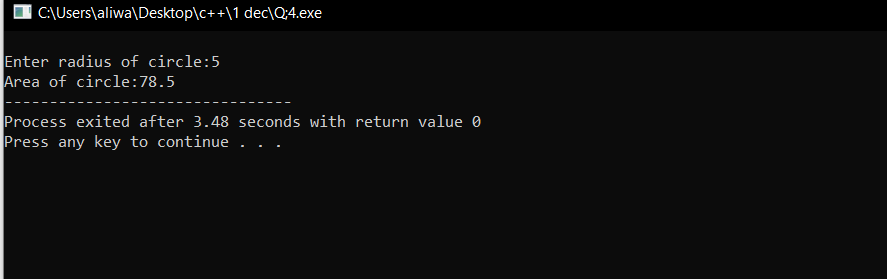 C:\Users\aliwa\Desktop\c++\1 dec\Q;4.exe
Enter radius of circle:5
Area of circle:78.5
--------------------------------
Process exited after 3.48 seconds with return value 0
Press any key to continue . . .